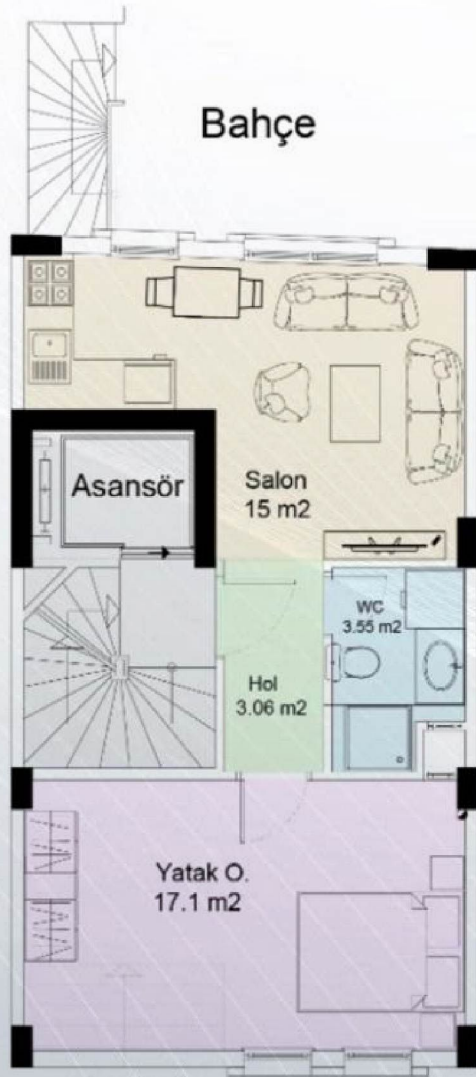 Bahçe
Asansör
Salon
15 m2
WC
3.55 m2
Hol
3.06 m2
Yatak O.
17.1 m2